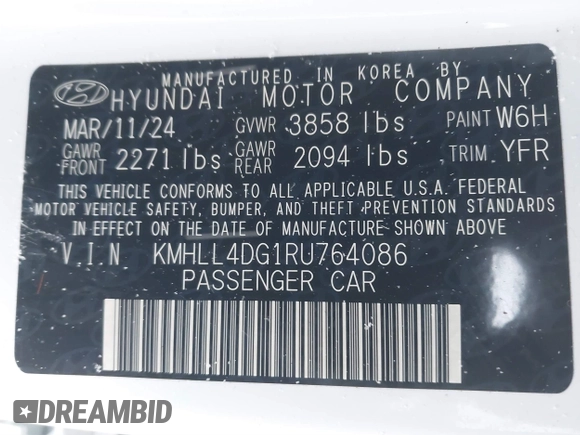 MANUFACTURED IN KOREA BY
HYUNDAI MOTOR COMPANY
MAR/11/24 GVWR 3858 lbs PAINT W6H
GAWR FRONT 2271 lbs GAWR REAR 2094 lbs TRIM YFR
THIS VEHICLE CONFORMS TO ALL APPLICABLE U.S.A. FEDERAL
MOTOR VEHICLE SAFETY, BUMPER, AND THEFT PREVENTION STANDARDS
IN EFFECT ON THE DATE OF MANUFACTURE SHOWN ABOVE
VIN KMHLL4DG1RU764086
PASSENGER CAR
DREAMBID